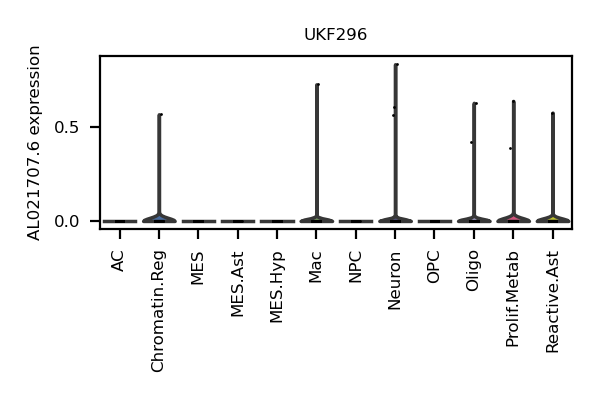 UKF296
AL021707.6 expression
0.5
0.0
AC
Chromatin.Reg
MES
MES.Ast
MES.Hyp
Mac
NPC
Neuron
OPC
Oligo
Prolif.Metab
Reactive.Ast